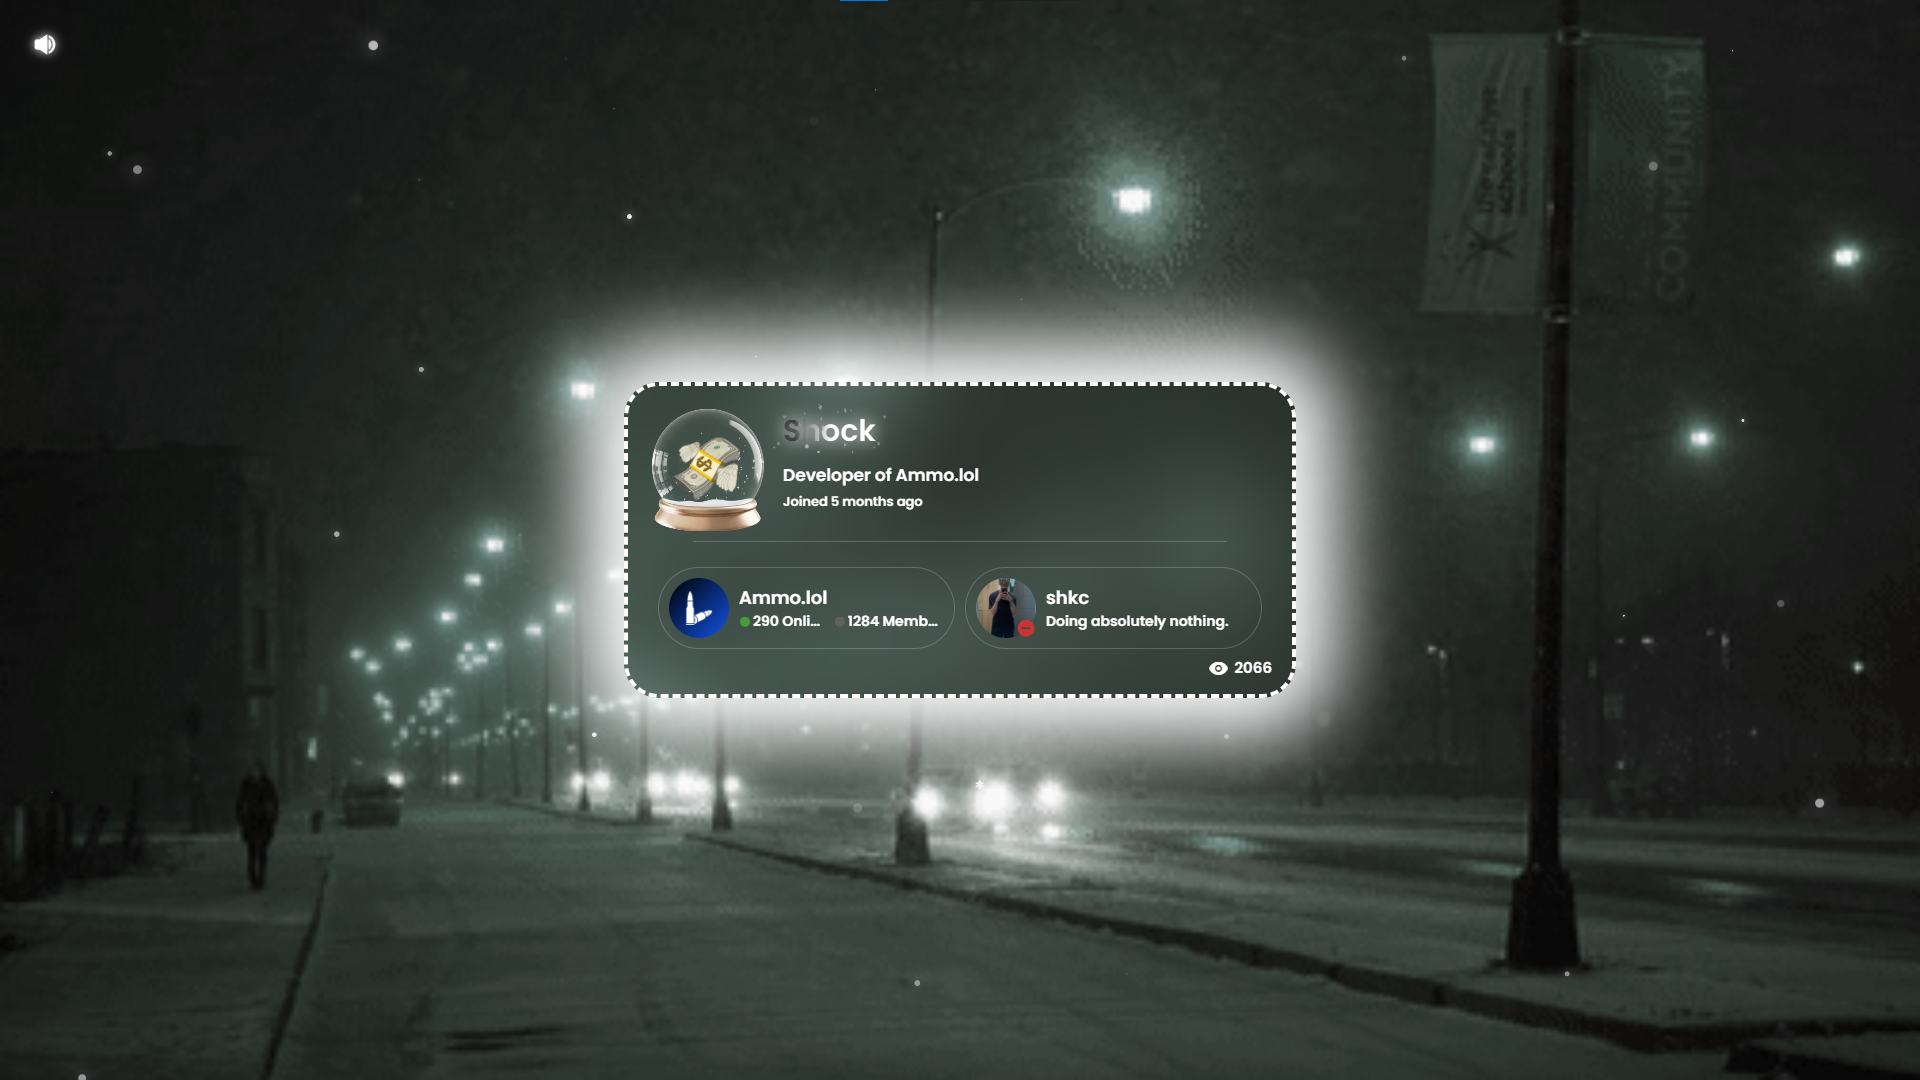 COMMUNITY
schools
Shock
Developer of Ammo.lol
Joined 5 months ago
Ammo.lol
290 Onli...
1284 Memb...
shkc
Doing absolutely nothing.
2066